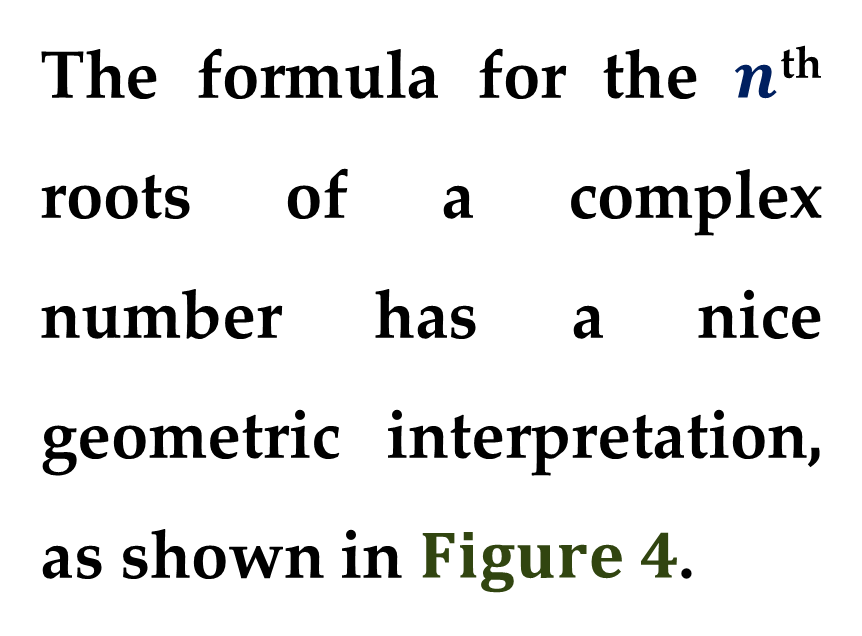 The formula for the nth
roots of a complex
number has a nice
geometric interpretation,
as shown in Figure 4.